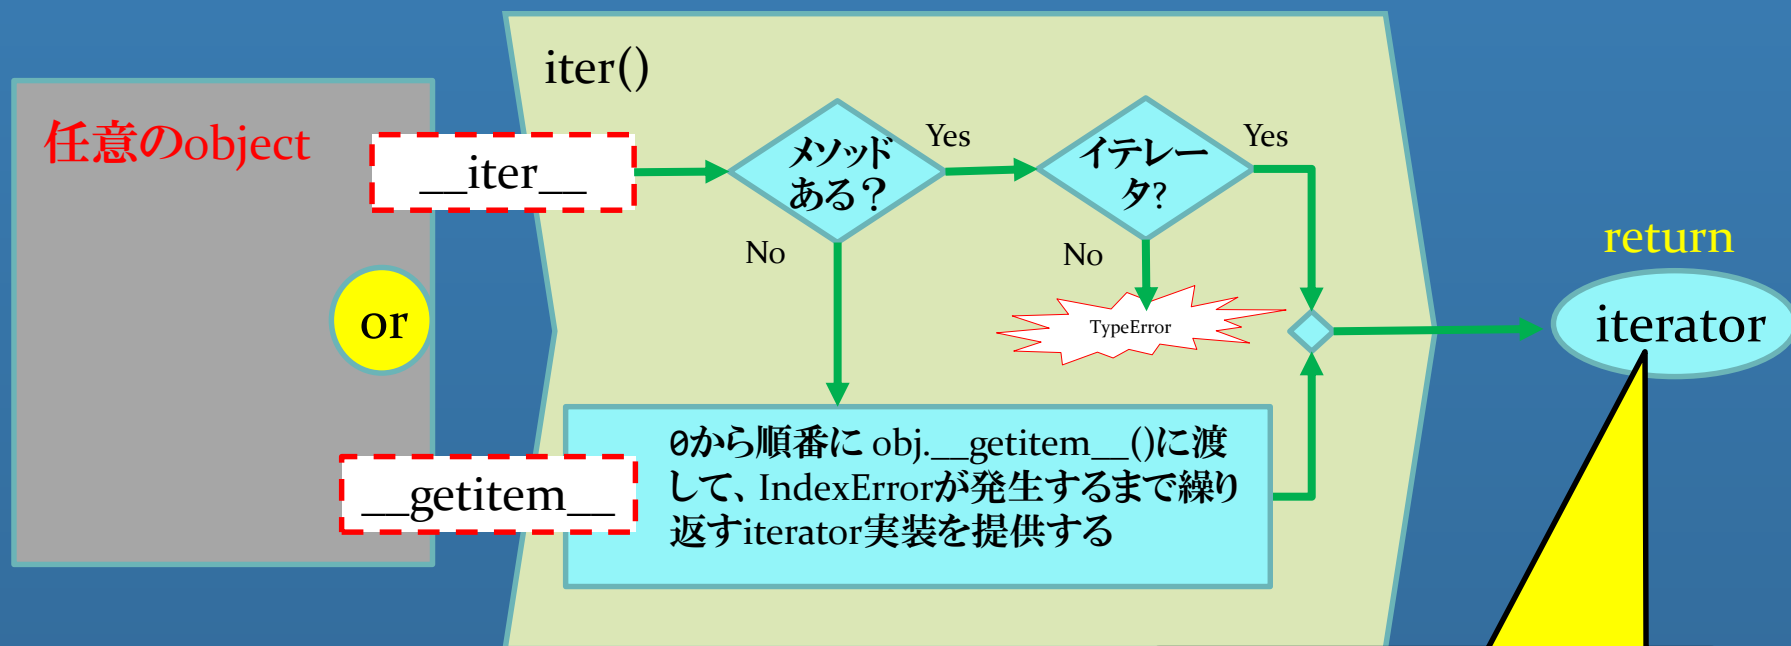 iter()
任意のobject
__iter__
メソッド
ある？
Yes
イテレー
タ?
Yes
No
No
TypeError
return
iterator
or
__getitem__
0から順番に obj.__getitem__()に渡
して、IndexErrorが発生するまで繰り
返すiterator実装を提供する